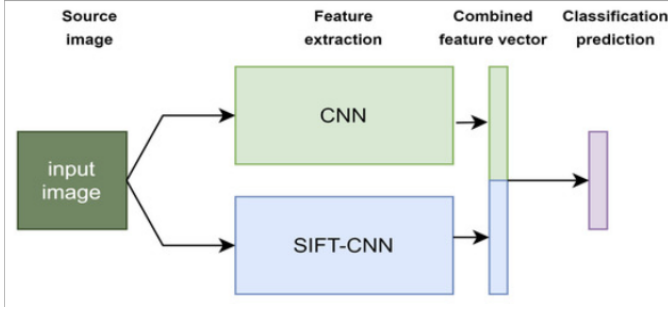 Source
image
Feature
extraction
Combined
feature vector
Classification
prediction
CNN
input
image
SIFT-CNN